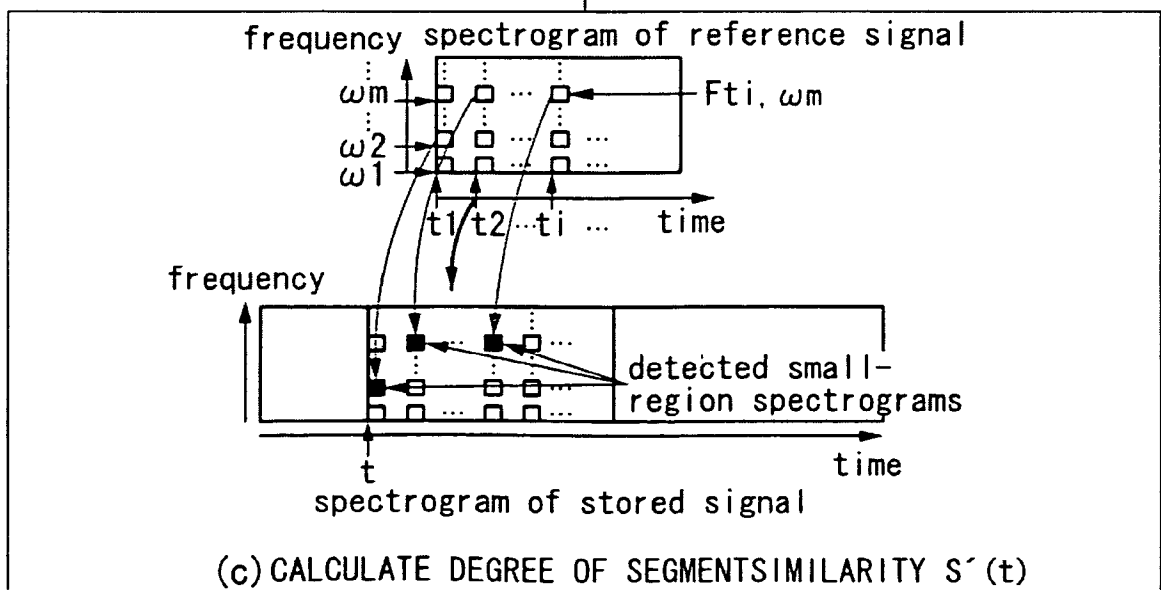 frequency spectrogram of reference signal
ωm
Fti, ωm
ω2
ω1
t1 t2 ··· ti ··· time
frequency
detected small-
region spectrograms
t
time
spectrogram of stored signal
(c) CALCULATE DEGREE OF SEGMENTSIMILARITY S´(t)